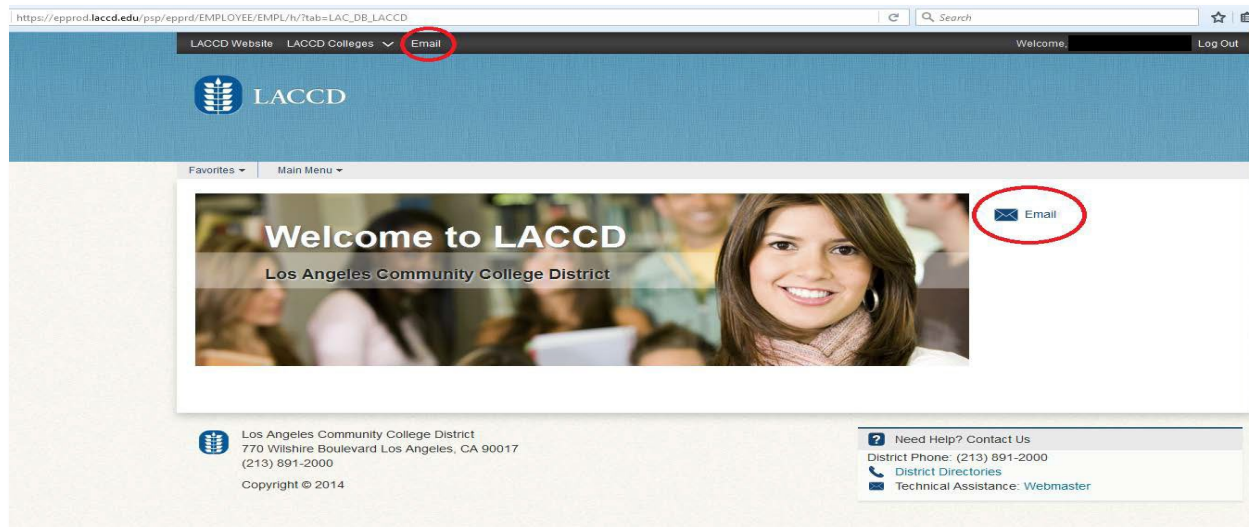 https://epprod.laccd.edu/psp/epprd/EMPLOYEE/EMPL/h/?tab=LAC_DB_LACCD
Search
LACCD Website LACCD Colleges Email Welcome, Log Out
LACCD
Favorites Main Menu
Welcome to LACCD
Los Angeles Community College District
Email
Los Angeles Community College District
770 Wilshire Boulevard Los Angeles, CA 90017
(213) 891-2000
Copyright © 2014
Need Help? Contact Us
District Phone: (213) 891-2000
District Directories
Technical Assistance: Webmaster